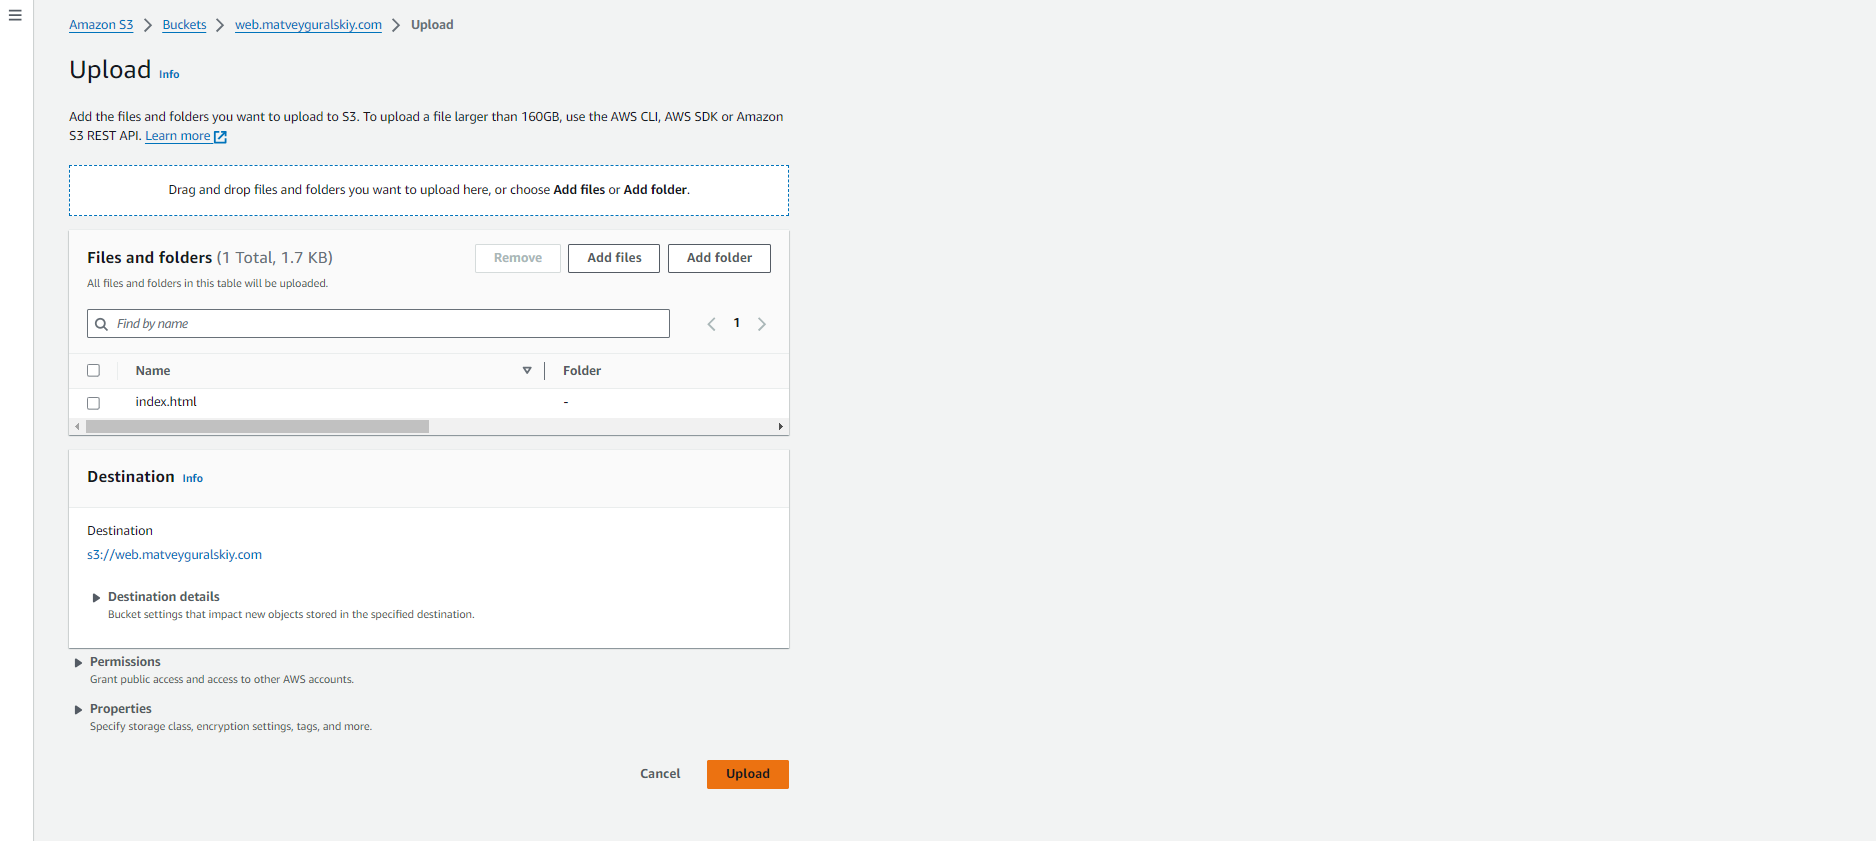 Amazon S3 > Buckets > web.matveyguralskiy.com > Upload
Upload Info
Add the files and folders you want to upload to S3. To upload a file larger than 160GB, use the AWS CLI, AWS SDK or Amazon
S3 REST API. Learn more
Drag and drop files and folders you want to upload here, or choose Add files or Add folder.
Files and folders (1 Total, 1.7 KB)
Remove
Add files
Add folder
All files and folders in this table will be uploaded.
Find by name
1
Name
Folder
index.html
-
Destination Info
Destination
s3://web.matveyguralskiy.com
Destination details
Bucket settings that impact new objects stored in the specified destination.
Permissions
Grant public access and access to other AWS accounts.
Properties
Specify storage class, encryption settings, tags, and more.
Cancel
Upload